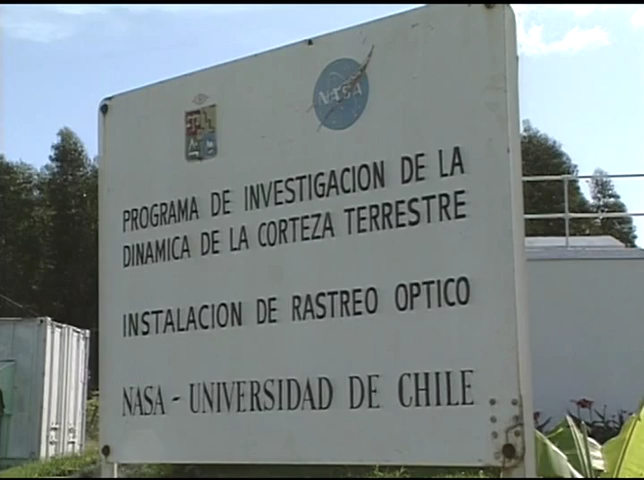 NASA
PROGRAMA DE INVESTIGACION DE LA
DINAMICA DE LA CORTEZA TERRESTRE
INSTALACION DE RASTREO OPTICO
NASA - UNIVERSIDAD DE CHILE